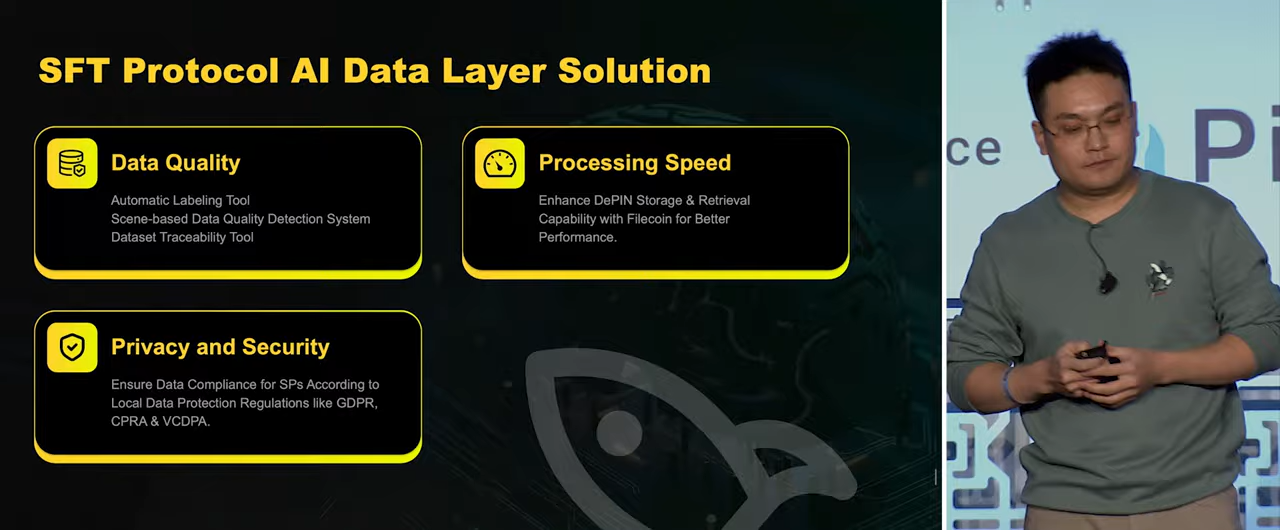 SFT Protocol AI Data Layer Solution
Data Quality
Automatic Labeling Tool
Scene-based Data Quality Detection System
Dataset Traceability Tool
Processing Speed
Enhance DePIN Storage & Retrieval
Capability with Filecoin for Better
Performance.
Privacy and Security
Ensure Data Compliance for SPs According to
Local Data Protection Regulations like GDPR,
CPRA & VCDPA.
ce
Pi